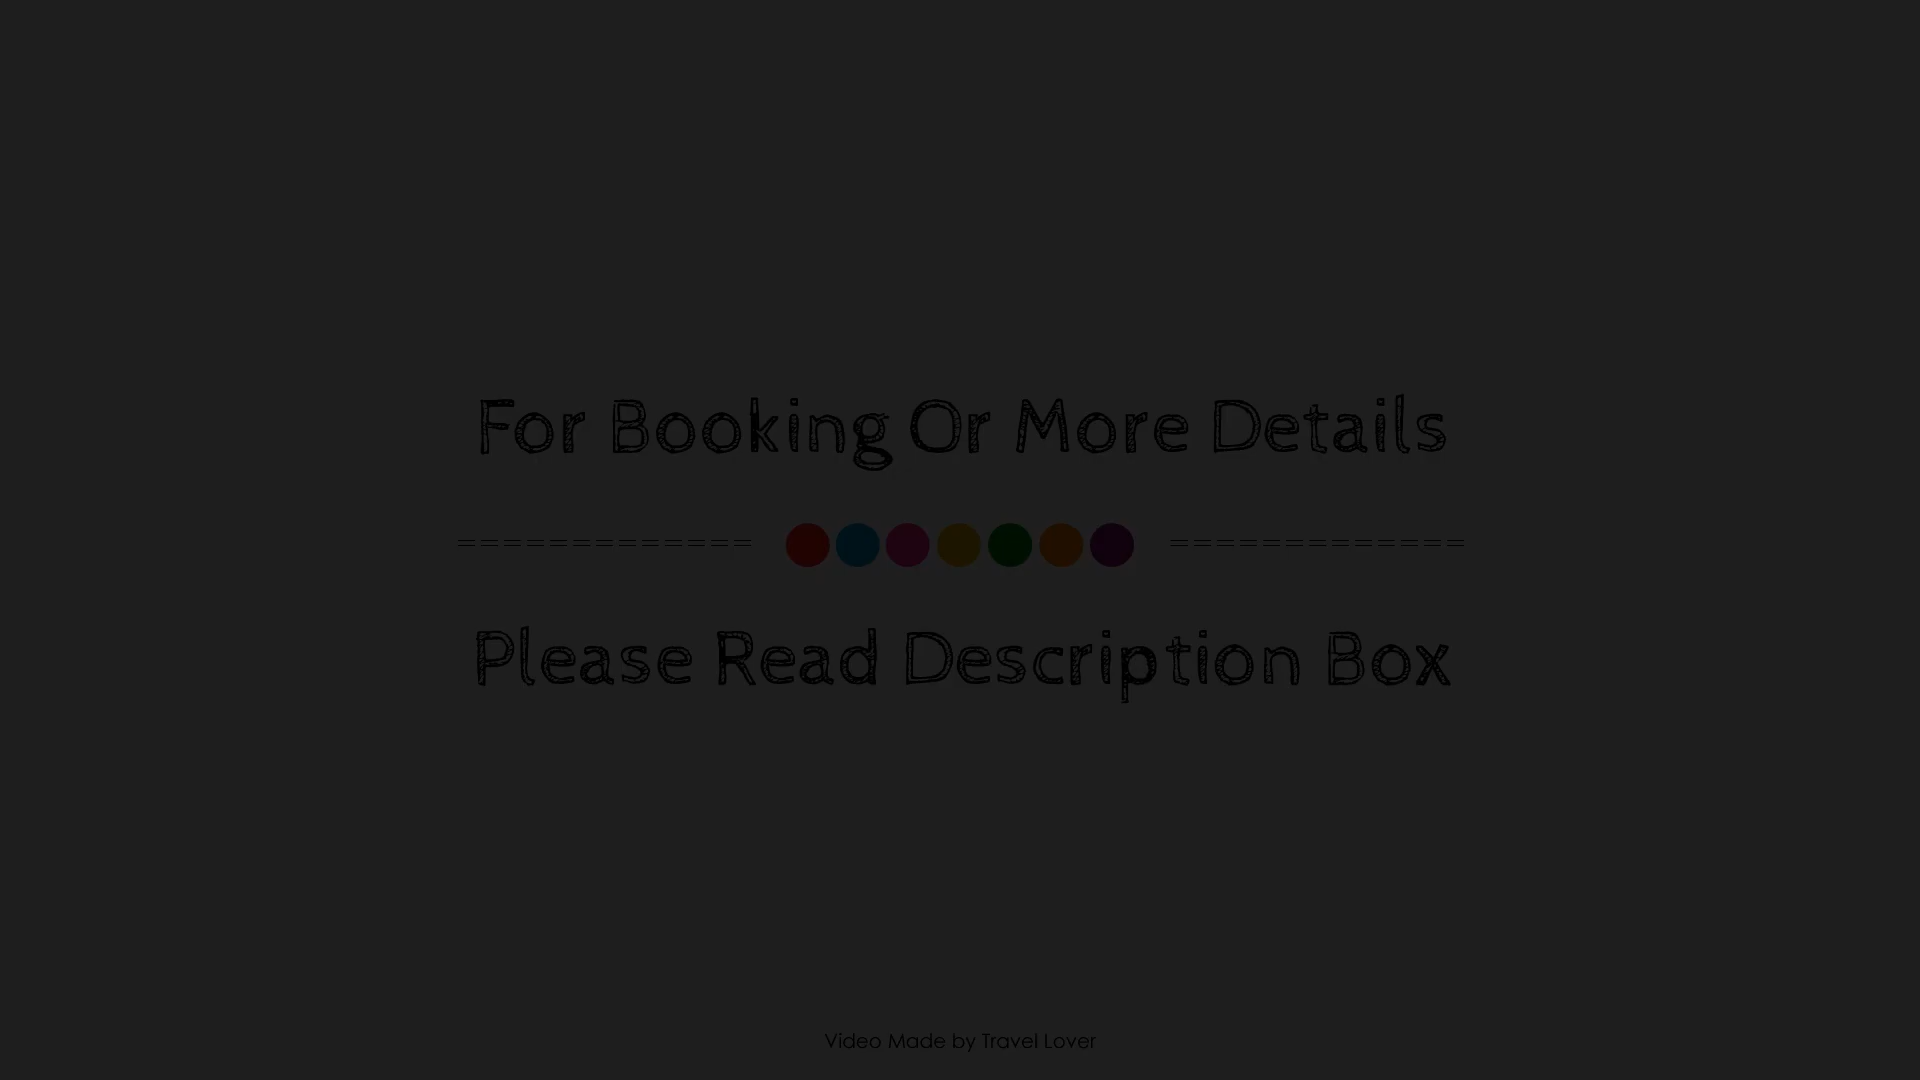 For Booking Or More Details
============= =============
Please Read Description Box
Video Made by Travel Lover